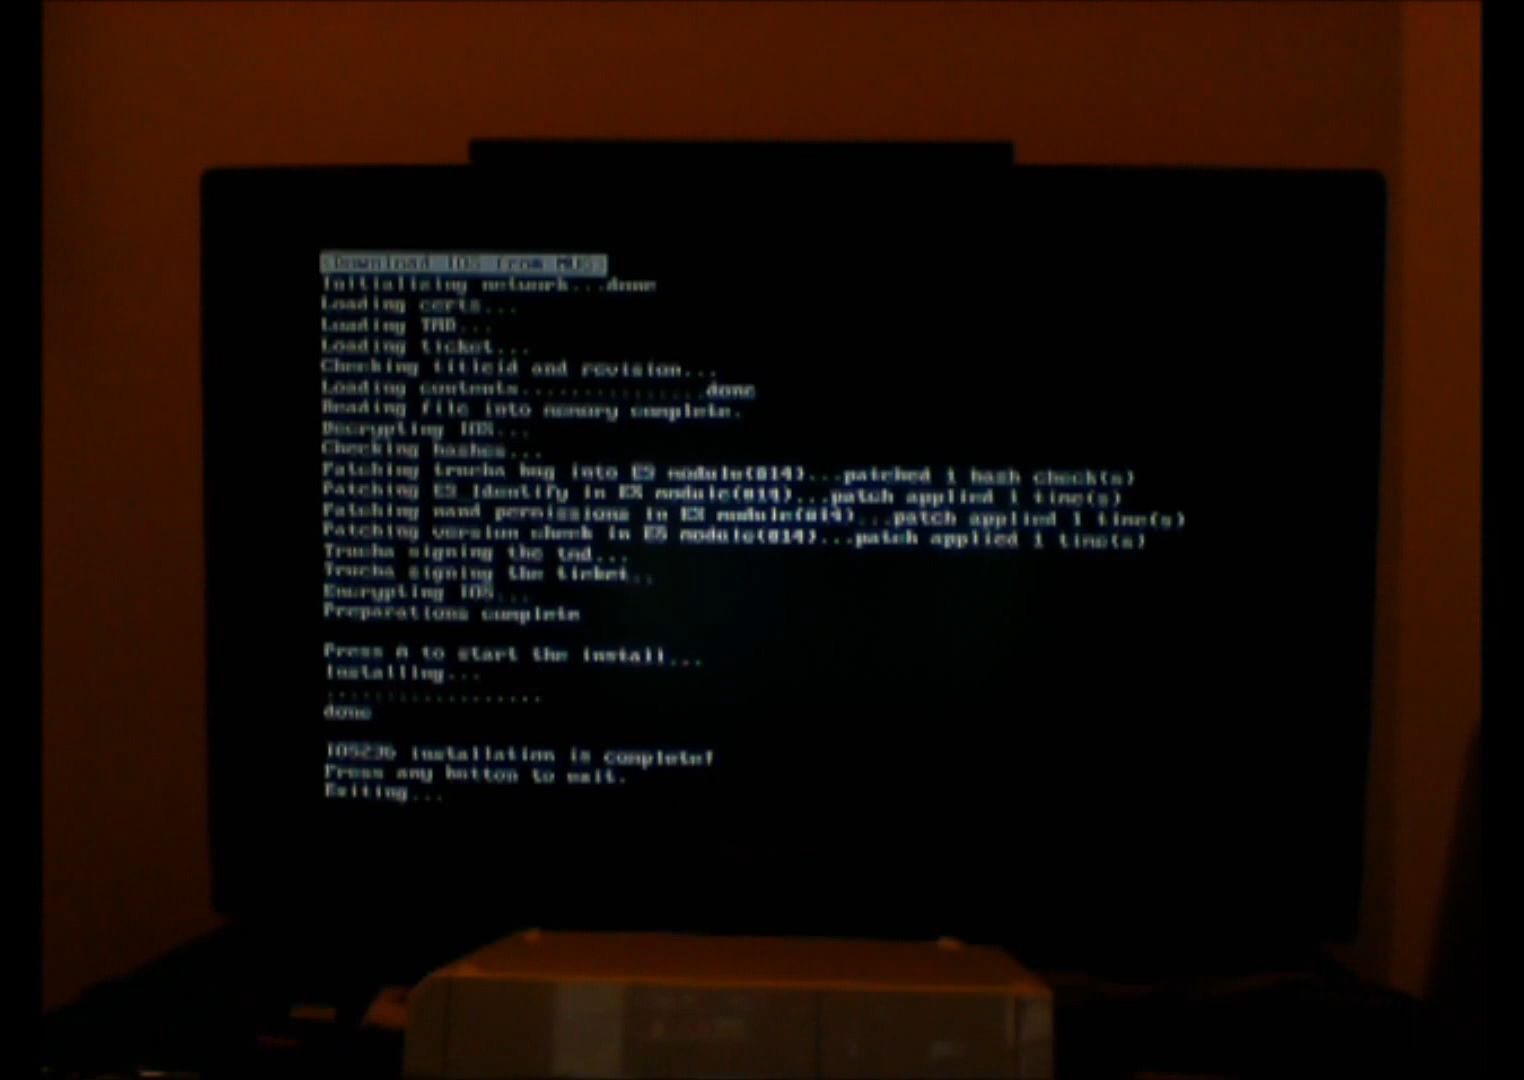 <Download IOS from NUS>
Initializing network...done
Loading certs...
Loading TMD...
Loading ticket...
Checking titleid and revision...
Loading contents................done
Reading file into memory complete.
Decrypting IOS...
Checking hashes...
Patching trucha bug into ES module(#14)...patched 1 hash check(s)
Patching ES_Identify in ES module(#14)...patch applied 1 time(s)
Patching nand permissions in ES module(#14)...patch applied 1 time(s)
Patching version check in ES module(#14)...patch applied 1 time(s)
Trucha signing the tmd...
Trucha signing the ticket..
Encrypting IOS...
Preparations complete
Press A to start the install...
Installing...
..................
done
IOS236 installation is complete!
Press any button to exit.
Exiting...